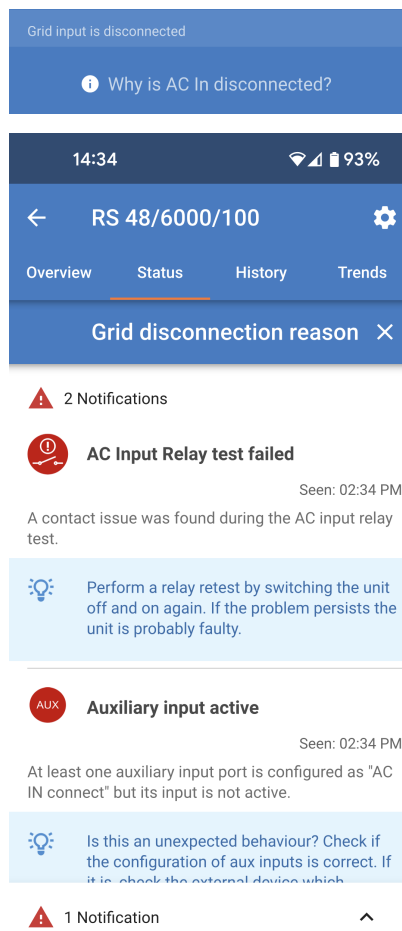 Grid input is disconnected
Why is AC In disconnected?
14:34 93%
RS 48/6000/100
Overview Status History Trends
Grid disconnection reason
2 Notifications
AC Input Relay test failed
Seen: 02:34 PM
A contact issue was found during the AC input relay
test.
Perform a relay retest by switching the unit
off and on again. If the problem persists the
unit is probably faulty.
AUX
Auxiliary input active
Seen: 02:34 PM
At least one auxiliary input port is configured as "AC
IN connect" but its input is not active.
Is this an unexpected behaviour? Check if
the configuration of aux inputs is correct. If
it is, check the external device which
1 Notification